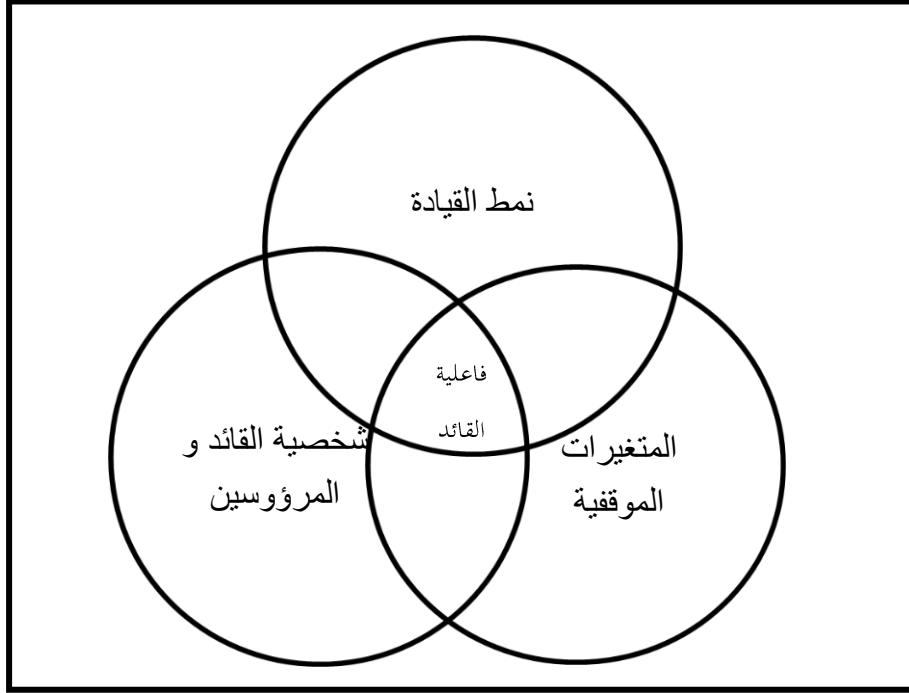 نمط القيادة
فاعلية
القائد
المتغيرات
الموقفية
شخصية القائد و
المرؤوسين